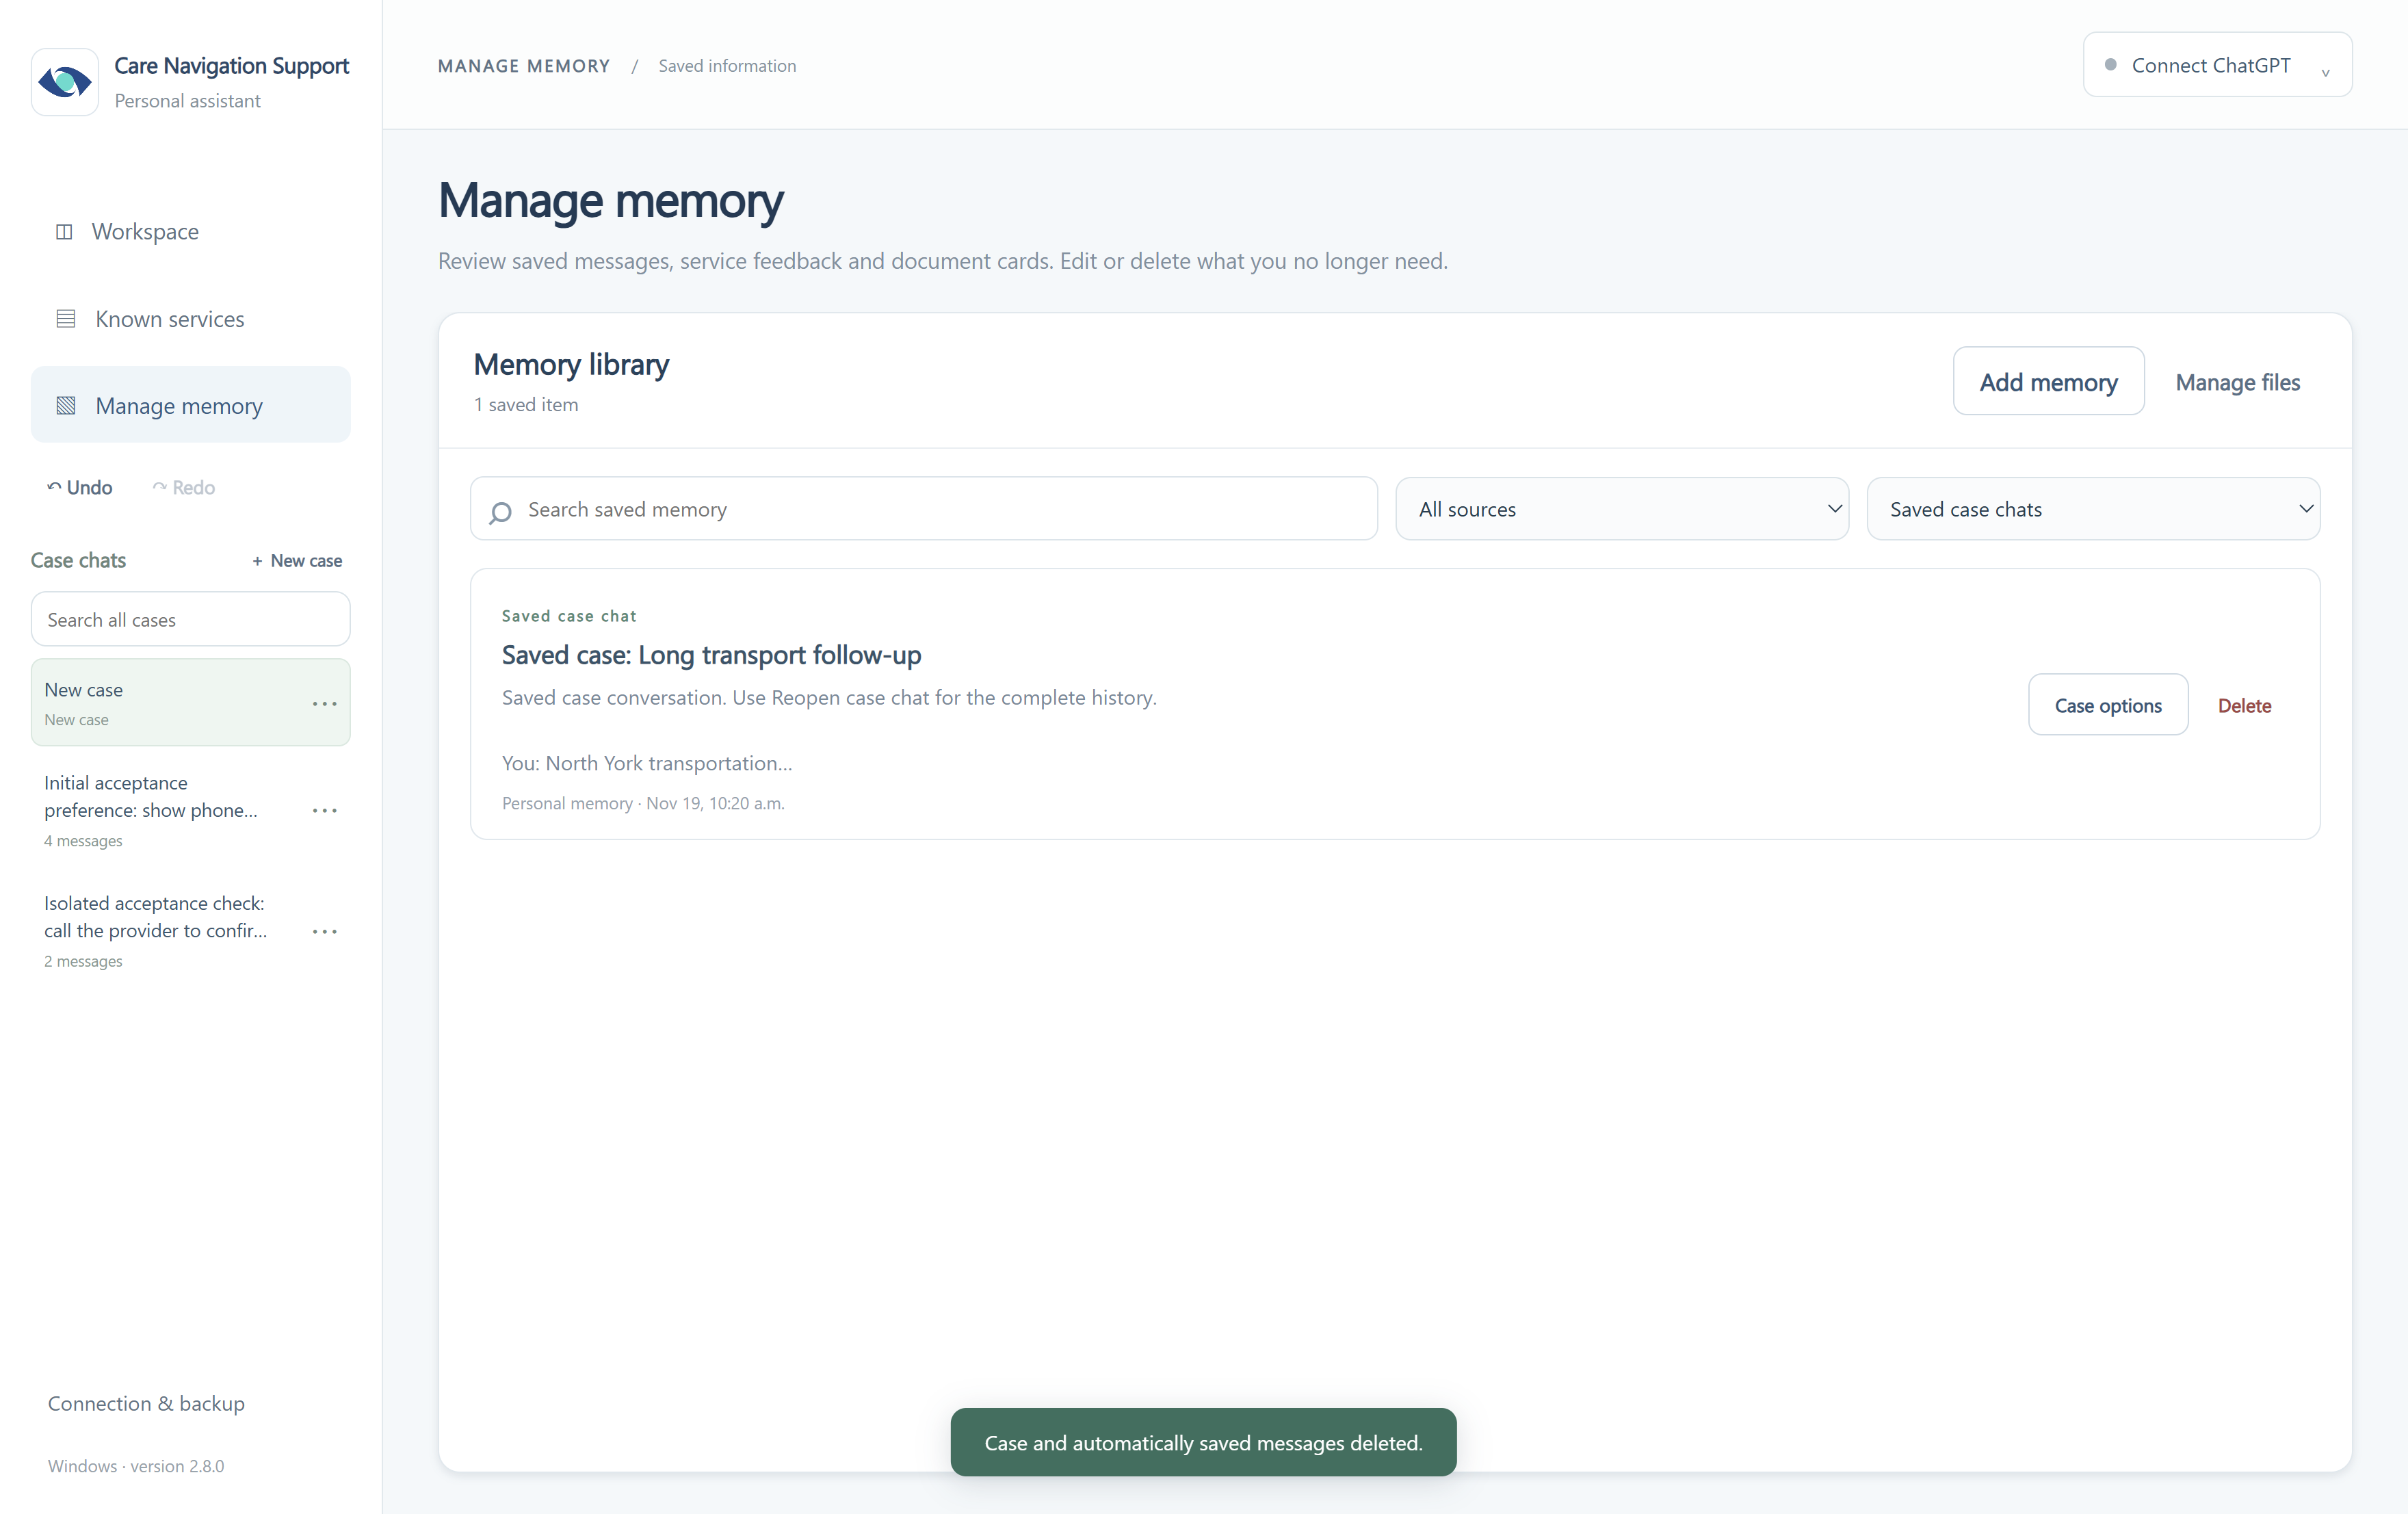 Care Navigation Support
Personal assistant
Workspace
Known services
Manage memory
↶ Undo
↷ Redo
Case chats
+ New case
Search all cases
New case
New case
Initial acceptance
preference: show phone...
4 messages
Isolated acceptance check:
call the provider to confir...
2 messages
Connection & backup
Windows · version 2.8.0
MANAGE MEMORY / Saved information
Connect ChatGPT
Manage memory
Review saved messages, service feedback and document cards. Edit or delete what you no longer need.
Memory library
1 saved item
Add memory
Manage files
Search saved memory
All sources
Saved case chats
Saved case chat
Saved case: Long transport follow-up
Saved case conversation. Use Reopen case chat for the complete history.
You: North York transportation...
Personal memory · Nov 19, 10:20 a.m.
Case options
Delete
Case and automatically saved messages deleted.